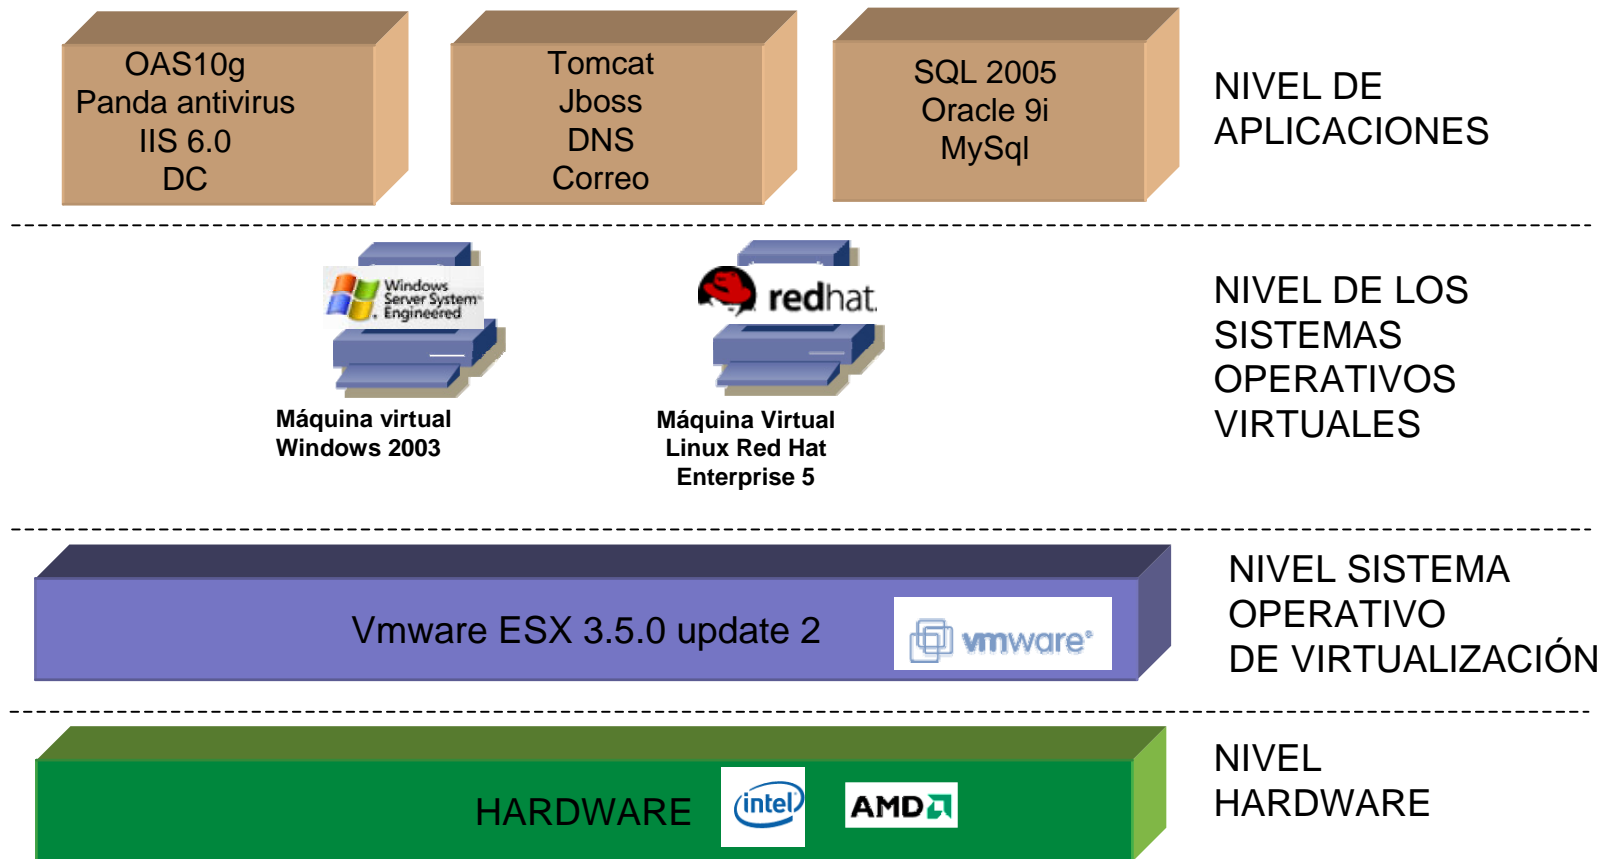 OAS10g
Panda antivirus
IIS 6.0
DC
Tomcat
Jboss
DNS
Correo
SQL 2005
Oracle 9i
MySql
NIVEL DE
APLICACIONES
Windows
Server System
Engineered
redhat.
Máquina virtual
Windows 2003
Máquina Virtual
Linux Red Hat
Enterprise 5
NIVEL DE LOS
SISTEMAS
OPERATIVOS
VIRTUALES
Vmware ESX 3.5.0 update 2
vmware®
NIVEL SISTEMA
OPERATIVO
DE VIRTUALIZACIÓN
HARDWARE
intel
AMD
NIVEL
HARDWARE